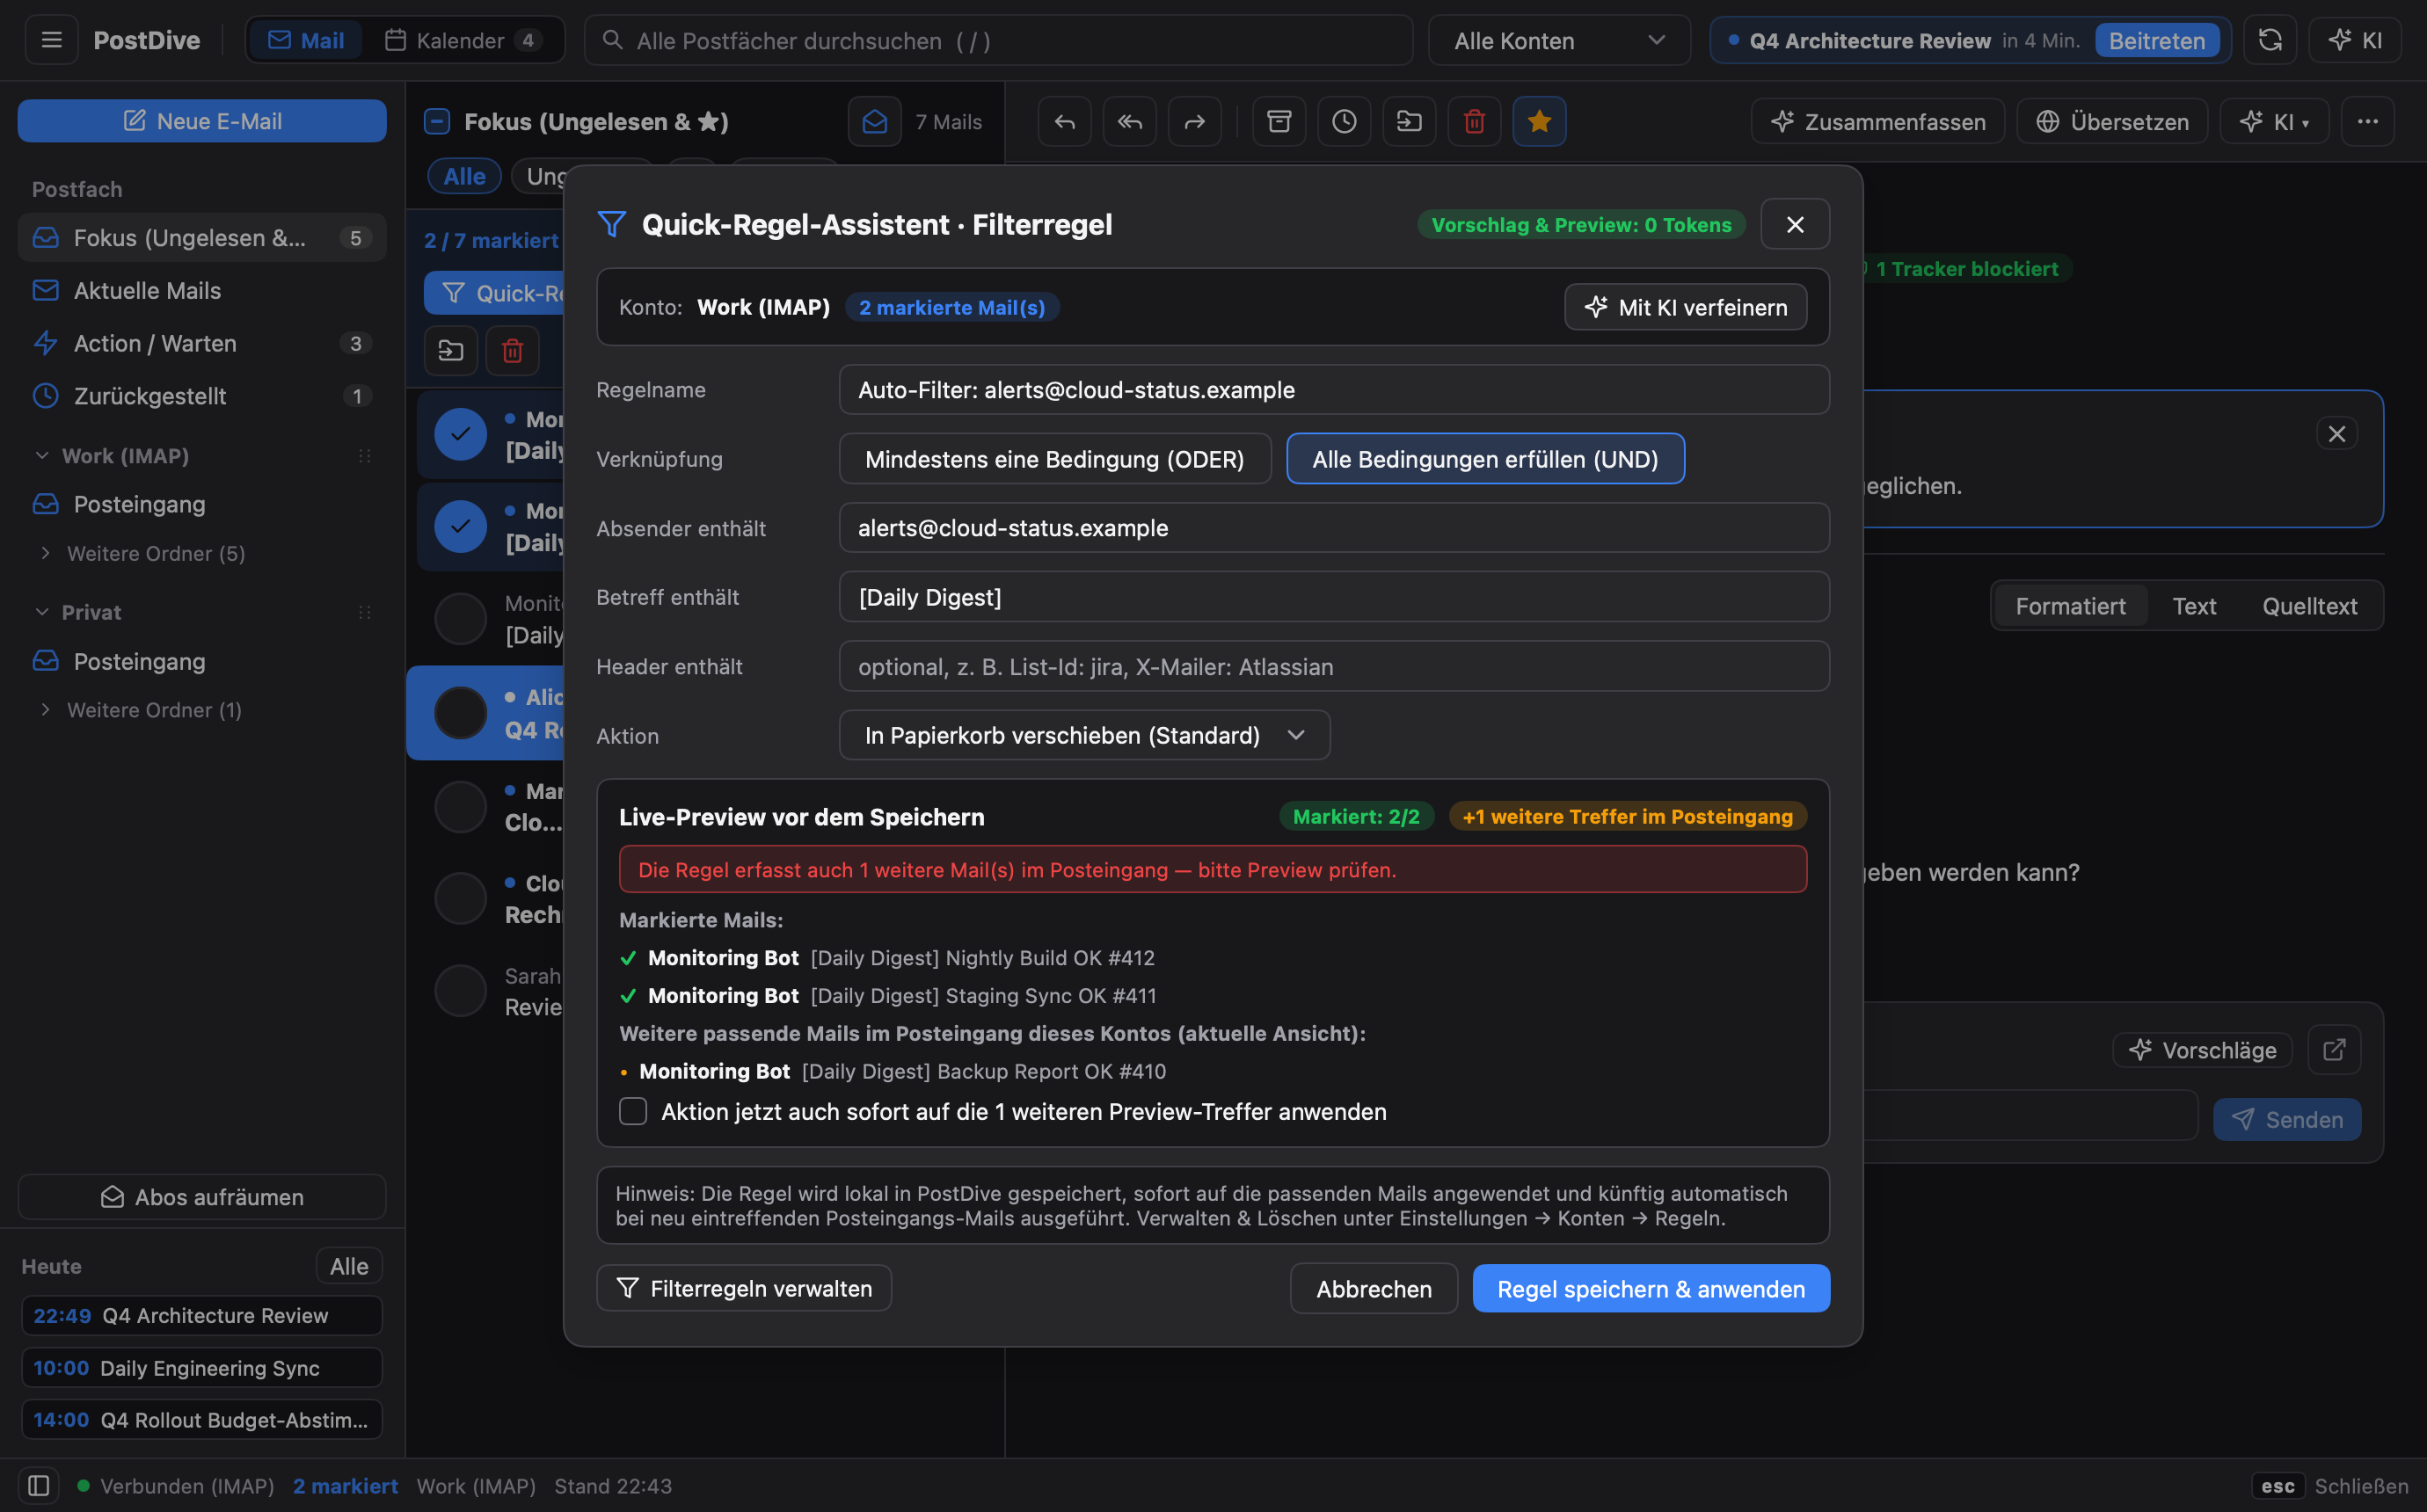 PostDive
Mail
Kalender 4
Alle Postfächer durchsuchen ( / )
Alle Konten
Q4 Architecture Review in 4 Min. Beitreten
KI
Neue E-Mail
Postfach
Fokus (Ungelesen &... 5
Aktuelle Mails
Action / Warten 3
Zurückgestellt 1
Work (IMAP)
Posteingang
Weitere Ordner (5)
Privat
Posteingang
Weitere Ordner (1)
Abos aufräumen
Heute Alle
22:49 Q4 Architecture Review
10:00 Daily Engineering Sync
14:00 Q4 Rollout Budget-Abstim...
Fokus (Ungelesen & ★) 7 Mails
Alle
2 / 7 markiert
Zusammenfassen
Übersetzen
KI ▾
1 Tracker blockiert
Formatiert Text Quelltext
werden kann?
Vorschläge
Senden
Quick-Regel-Assistent · Filterregel
Vorschlag & Preview: 0 Tokens
Konto: Work (IMAP) 2 markierte Mail(s)
Mit KI verfeinern
Regelname Auto-Filter: alerts@cloud-status.example
Verknüpfung Mindestens eine Bedingung (ODER) Alle Bedingungen erfüllen (UND)
Absender enthält alerts@cloud-status.example
Betreff enthält [Daily Digest]
Header enthält optional, z. B. List-Id: jira, X-Mailer: Atlassian
Aktion In Papierkorb verschieben (Standard)
Live-Preview vor dem Speichern Markiert: 2/2 +1 weitere Treffer im Posteingang
Die Regel erfasst auch 1 weitere Mail(s) im Posteingang — bitte Preview prüfen.
Markierte Mails:
Monitoring Bot [Daily Digest] Nightly Build OK #412
Monitoring Bot [Daily Digest] Staging Sync OK #411
Weitere passende Mails im Posteingang dieses Kontos (aktuelle Ansicht):
Monitoring Bot [Daily Digest] Backup Report OK #410
Aktion jetzt auch sofort auf die 1 weiteren Preview-Treffer anwenden
Hinweis: Die Regel wird lokal in PostDive gespeichert, sofort auf die passenden Mails angewendet und künftig automatisch
bei neu eintreffenden Posteingangs-Mails ausgeführt. Verwalten & Löschen unter Einstellungen → Konten → Regeln.
Filterregeln verwalten
Abbrechen
Regel speichern & anwenden
Verbunden (IMAP) 2 markiert Work (IMAP) Stand 22:43
esc Schließen